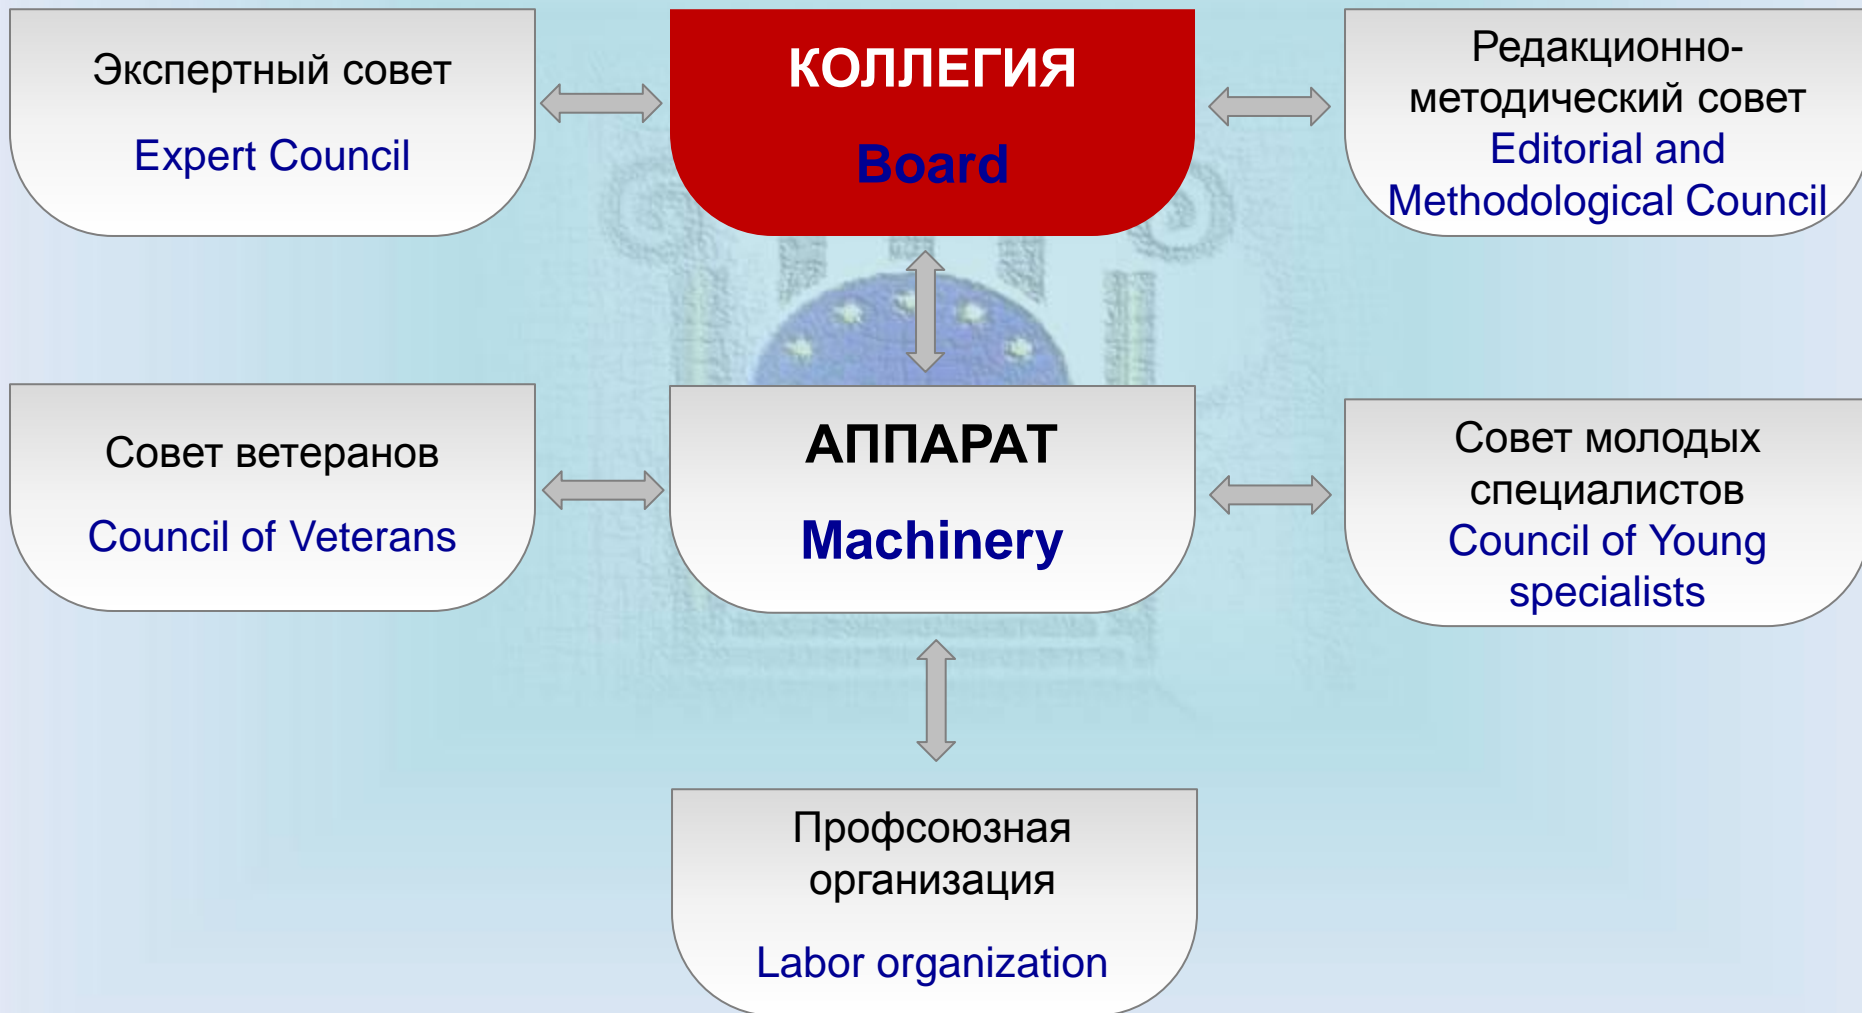 Экспертный совет
Expert Council
КОЛЛЕГИЯ
Board
Редакционно-
методический совет
Editorial and
Methodological Council
Совет ветеранов
Council of Veterans
АППАРАТ
Machinery
Совет молодых
специалистов
Council of Young
specialists
Профсоюзная
организация
Labor organization